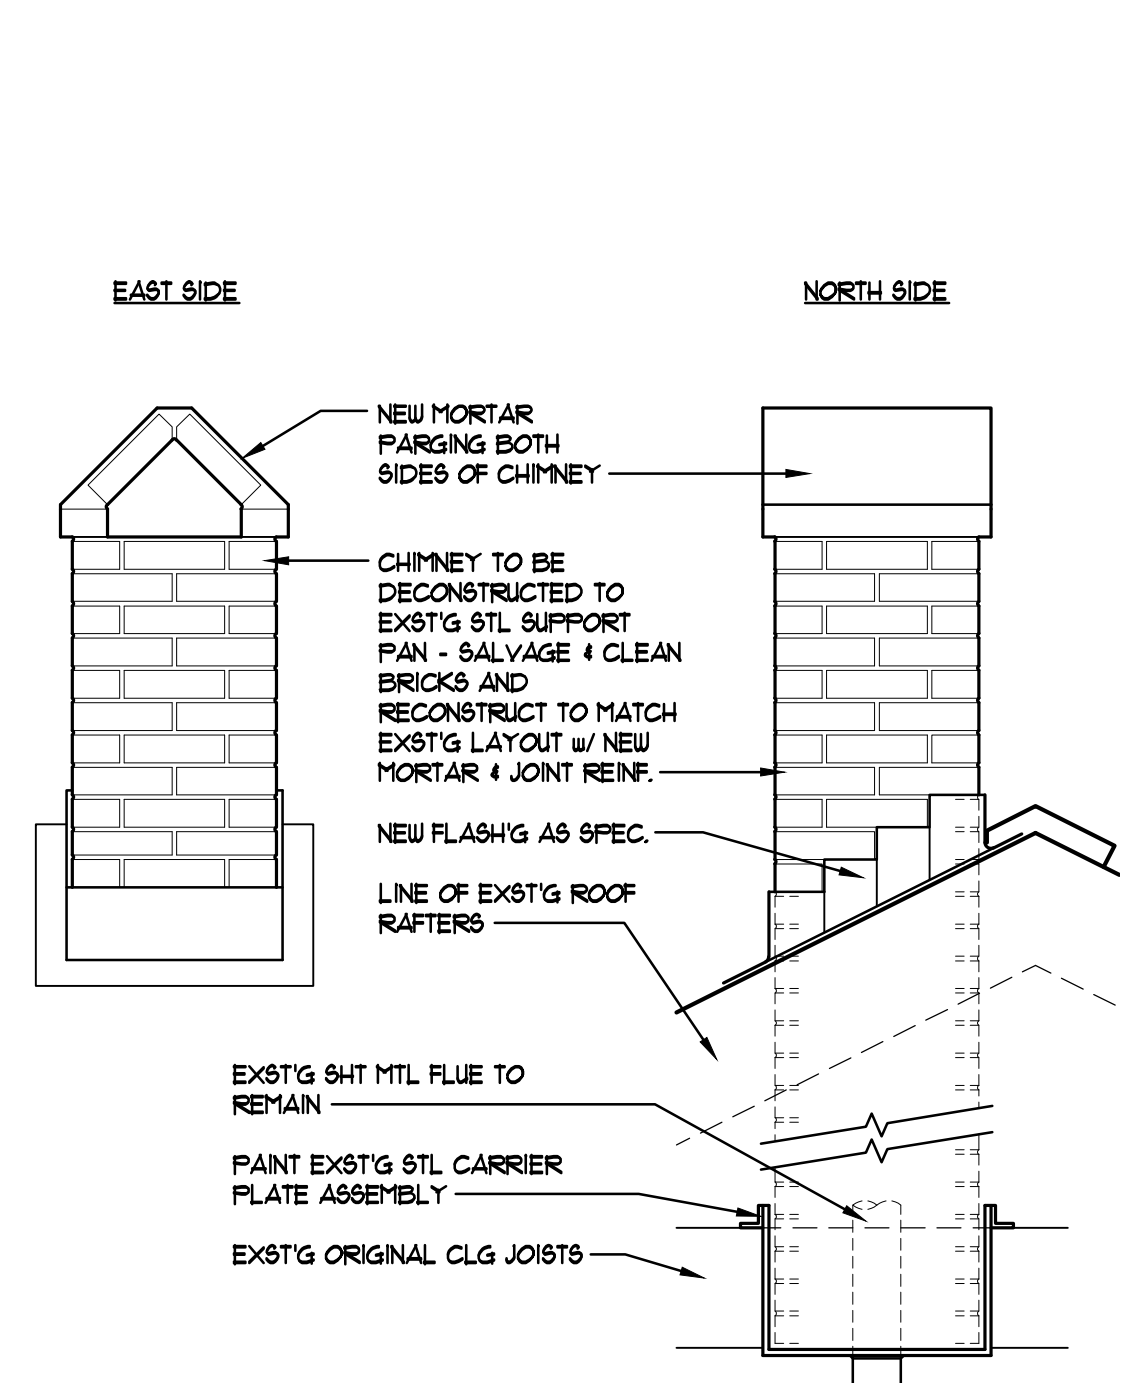 EAST SIDE
NORTH SIDE
NEW MORTAR
PARGING BOTH
SIDES OF CHIMNEY
CHIMNEY TO BE
DECONSTRUCTED TO
EXST'G STL SUPPORT
PAN - SALVAGE & CLEAN
BRICKS AND
RECONSTRUCT TO MATCH
EXST'G LAYOUT w/ NEW
MORTAR & JOINT REINF.
NEW FLASH'G AS SPEC.
LINE OF EXST'G ROOF
RAFTERS
EXST'G SHT MTL FLUE TO
REMAIN
PAINT EXST'G STL CARRIER
PLATE ASSEMBLY
EXST'G ORIGINAL CLG JOISTS